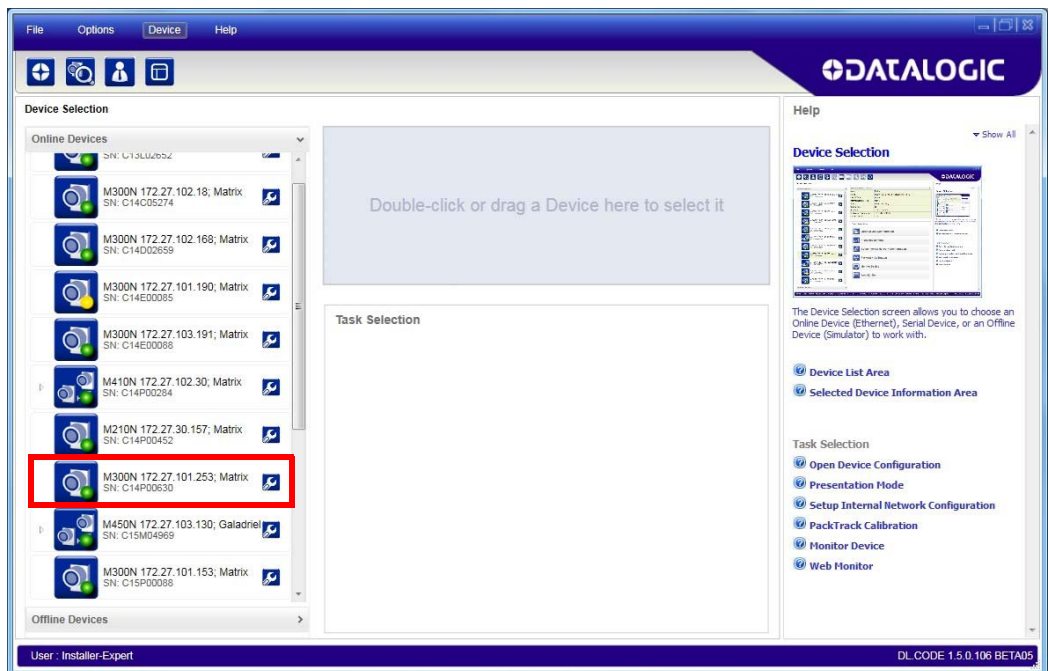 File Options Device Help
DATALOGIC
Device Selection
Online Devices
SN: C13L02652
M300N 172.27.102.18; Matrix
SN: C14C05274
M300N 172.27.102.168; Matrix
SN: C14D02659
M300N 172.27.101.190; Matrix
SN: C14E00085
M300N 172.27.103.191; Matrix
SN: C14E00088
M410N 172.27.102.30; Matrix
SN: C14P00284
M210N 172.27.30.157; Matrix
SN: C14P00452
M300N 172.27.101.253; Matrix
SN: C14P00630
M450N 172.27.103.130; Galadriel
SN: C15M04969
M300N 172.27.101.153; Matrix
SN: C15P00088
Offline Devices
Double-click or drag a Device here to select it
Task Selection
Help
Show All
Device Selection
DATALOGIC
The Device Selection screen allows you to choose an
Online Device (Ethernet), Serial Device, or an Offline
Device (Simulator) to work with.
Device List Area
Selected Device Information Area
Task Selection
Open Device Configuration
Presentation Mode
Setup Internal Network Configuration
PackTrack Calibration
Monitor Device
Web Monitor
User : Installer-Expert
DL.CODE 1.5.0.106 BETA05